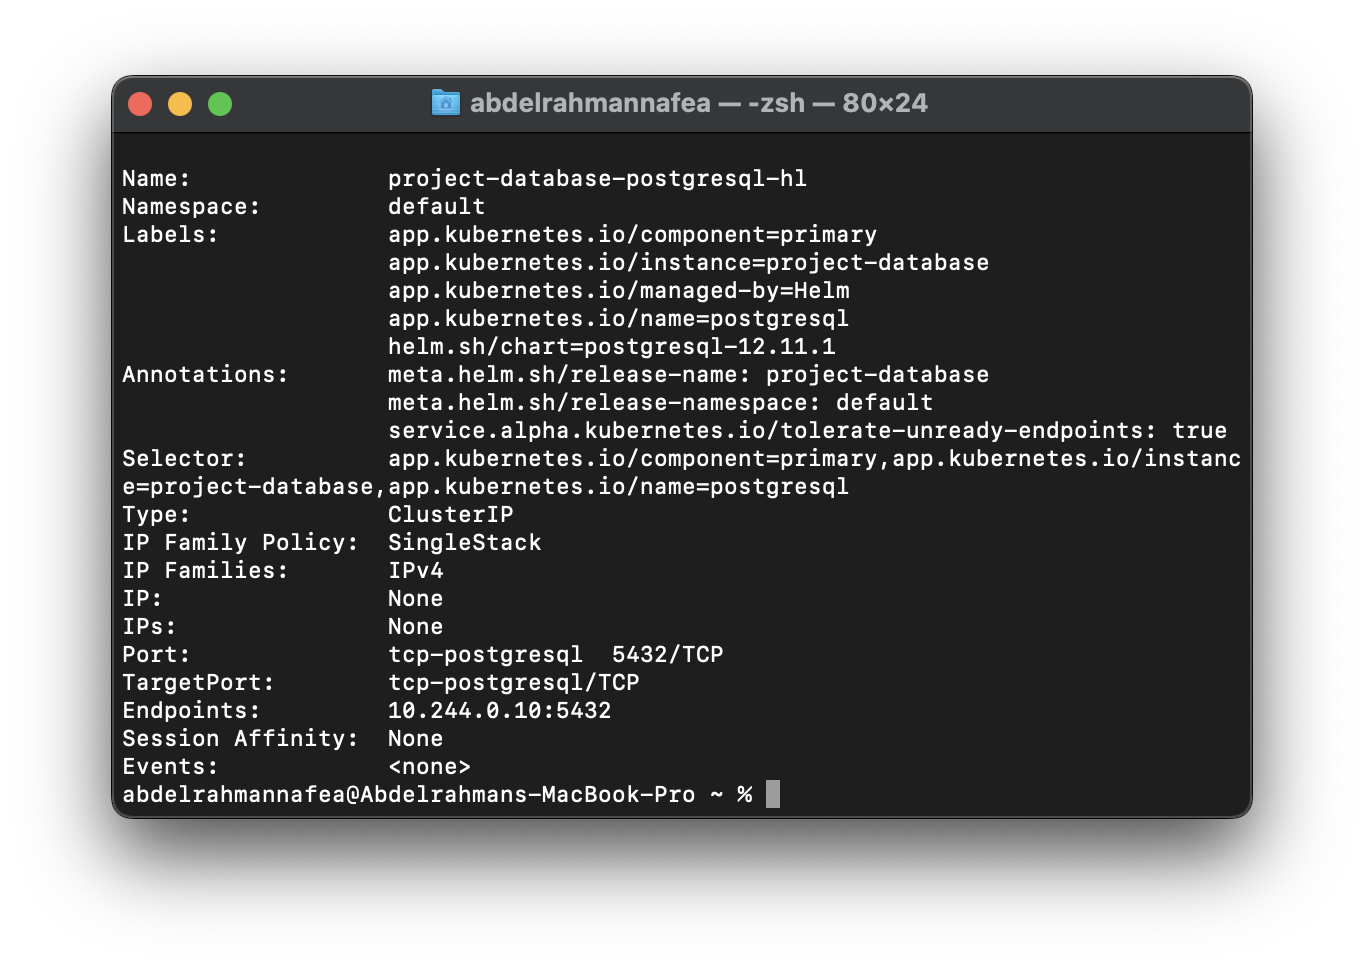 abdelrahmannafea — -zsh — 80×24
Name: project-database-postgresql-hl
Namespace: default
Labels: app.kubernetes.io/component=primary
app.kubernetes.io/instance=project-database
app.kubernetes.io/managed-by=Helm
app.kubernetes.io/name=postgresql
helm.sh/chart=postgresql-12.11.1
Annotations: meta.helm.sh/release-name: project-database
meta.helm.sh/release-namespace: default
service.alpha.kubernetes.io/tolerate-unready-endpoints: true
Selector: app.kubernetes.io/component=primary,app.kubernetes.io/instanc
e=project-database,app.kubernetes.io/name=postgresql
Type: ClusterIP
IP Family Policy: SingleStack
IP Families: IPv4
IP: None
IPs: None
Port: tcp-postgresql 5432/TCP
TargetPort: tcp-postgresql/TCP
Endpoints: 10.244.0.10:5432
Session Affinity: None
Events: <none>
abdelrahmannafea@Abdelrahmans-MacBook-Pro ~ %